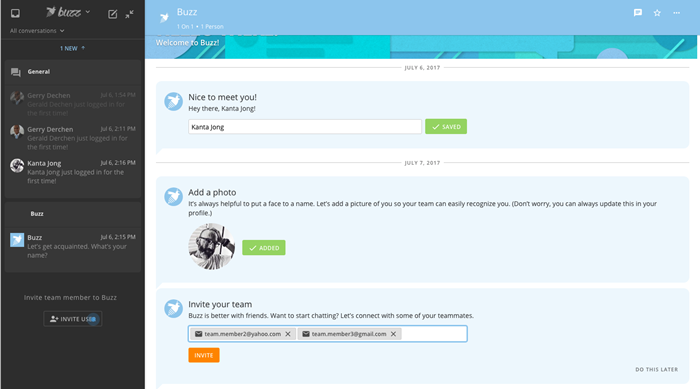 buzz
All conversations
1 NEW
General
Gerry Dechen
Jul 6, 1:54 PM
Gerald Derchen just logged in for
the first time!
Gerry Derchen
Jul 6, 2:11 PM
Gerald Derchen just logged in for
the first time!
Kanta Jong
Jul 6, 2:16 PM
Kanta Jong just logged in for the
first time!
Buzz
Buzz
Jul 6, 2:15 PM
Let's get acquainted. What's your
name?
Invite team member to Buzz
INVITE
Buzz
1 On 1 • 1 Person
Welcome to Buzz!
JULY 6, 2017
Nice to meet you!
Hey there, Kanta Jong!
Kanta Jong
SAVED
JULY 7, 2017
Add a photo
It's always helpful to put a face to a name. Let's add a picture of you so your team can easily recognize you. (Don't worry, you can always update this in your
profile.)
ADDED
Invite your team
Buzz is better with friends. Want to start chatting? Let's connect with some of your teammates.
team.member2@yahoo.com
team.member3@gmail.com
INVITE
DO THIS LATER